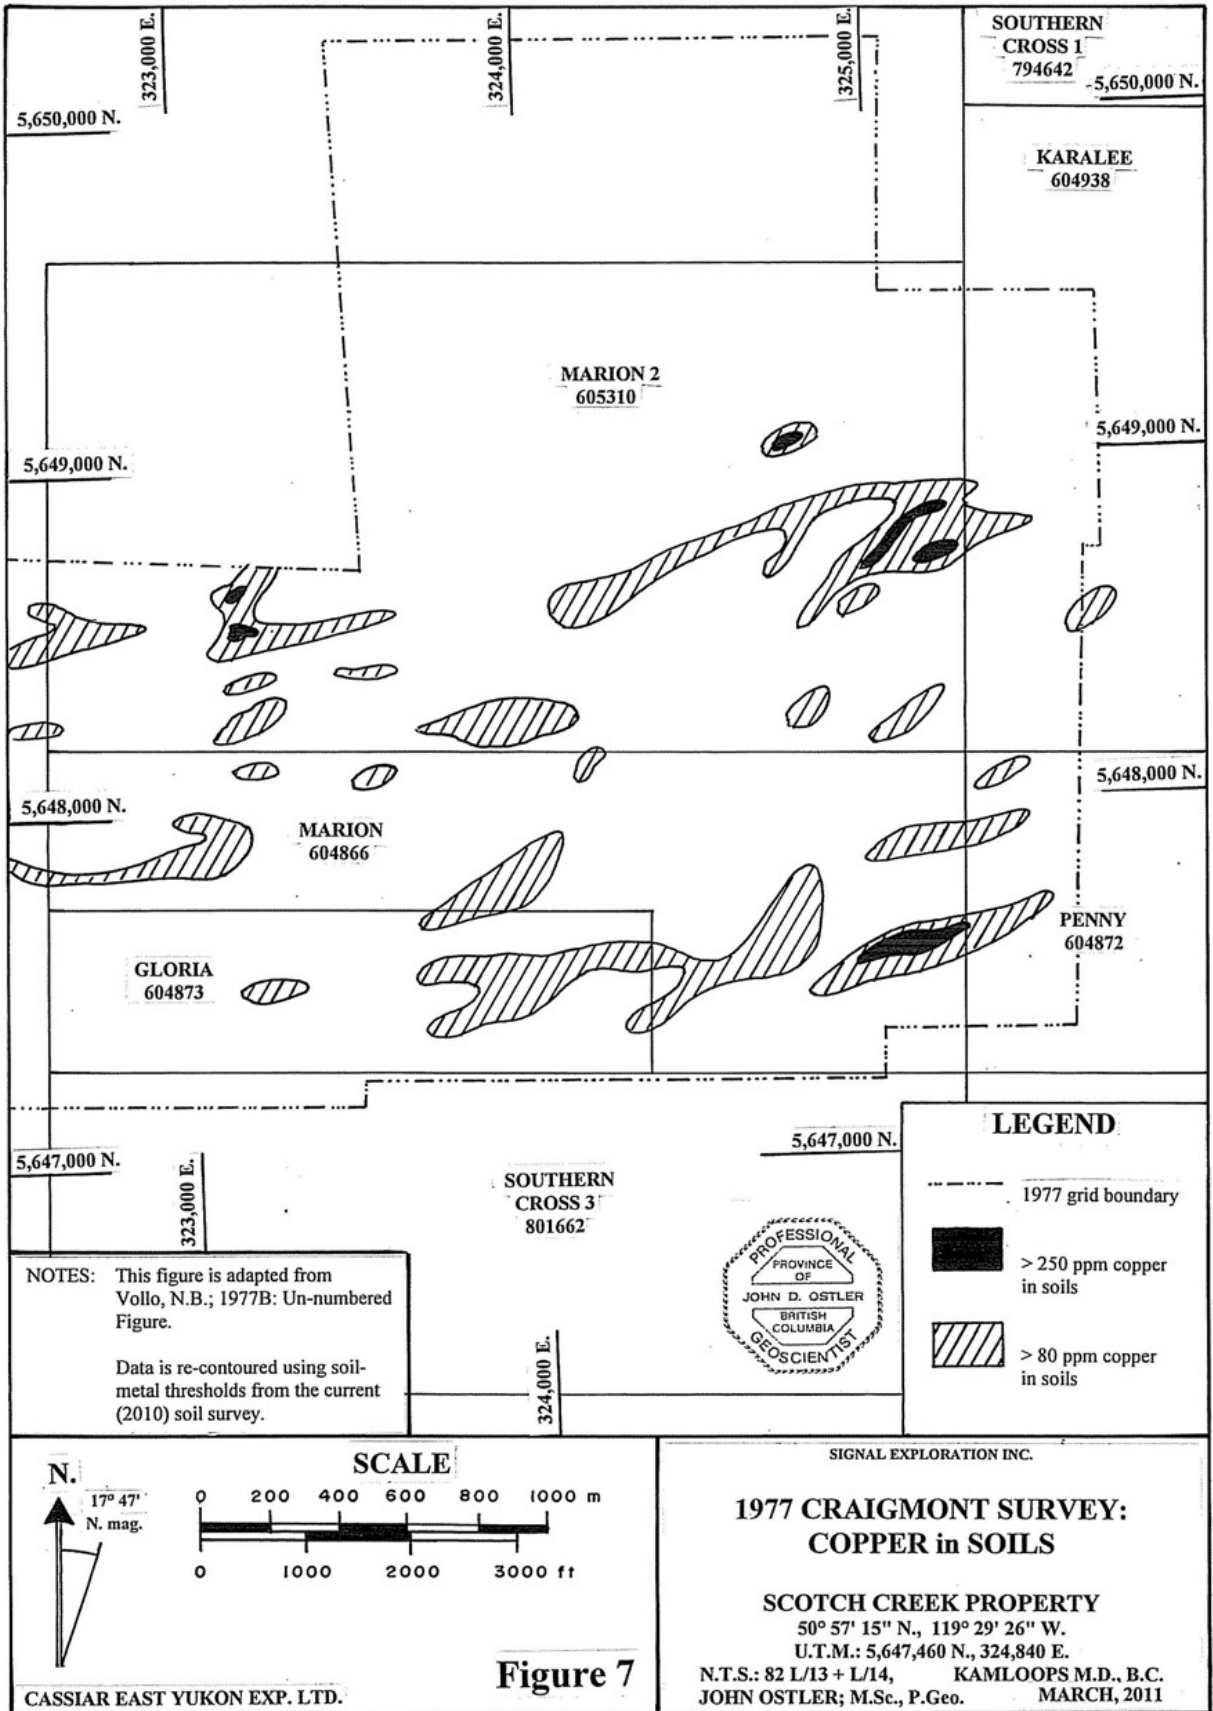 323,000 E.
324,000 E.
325,000 E.
SOUTHERN
CROSS 1
794642
5,650,000 N.
5,650,000 N.
KARALEE
604938
MARION 2
605310
5,649,000 N.
5,649,000 N.
5,648,000 N.
5,648,000 N.
MARION
604866
PENNY
604872
GLORIA
604873
5,647,000 N.
5,647,000 N.
323,000 E.
SOUTHERN
CROSS 3
801662
324,000 E.
PROFESSIONAL
PROVINCE
OF
JOHN D. OSTLER
BRITISH
COLUMBIA
GEOSCIENTIST
LEGEND
1977 grid boundary
> 250 ppm copper
in soils
> 80 ppm copper
in soils
NOTES: This figure is adapted from
Vollo, N.B.; 1977B: Un-numbered
Figure.
Data is re-contoured using soil-
metal thresholds from the current
(2010) soil survey.
N.
17° 47'
N. mag.
SCALE
0 200 400 600 800 1000 m
0 1000 2000 3000 ft
CASSIAR EAST YUKON EXP. LTD.
Figure 7
SIGNAL EXPLORATION INC.
1977 CRAIGMONT SURVEY:
COPPER in SOILS
SCOTCH CREEK PROPERTY
50° 57' 15" N., 119° 29' 26" W.
U.T.M.: 5,647,460 N., 324,840 E.
N.T.S.: 82 L/13 + L/14, KAMLOOPS M.D., B.C.
JOHN OSTLER; M.Sc., P.Geo. MARCH, 2011